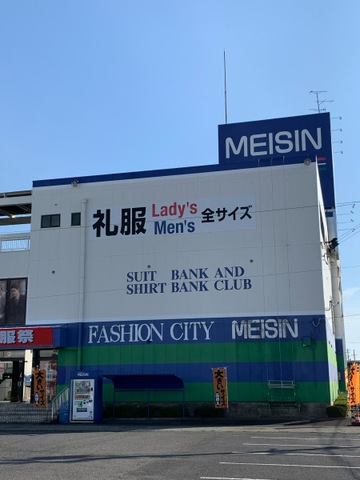 MEISIN
礼服 Lady's Men's 全サイズ
SUIT BANK AND
SHIRT BANK CLUB
FASHION CITY MEISIN
服祭